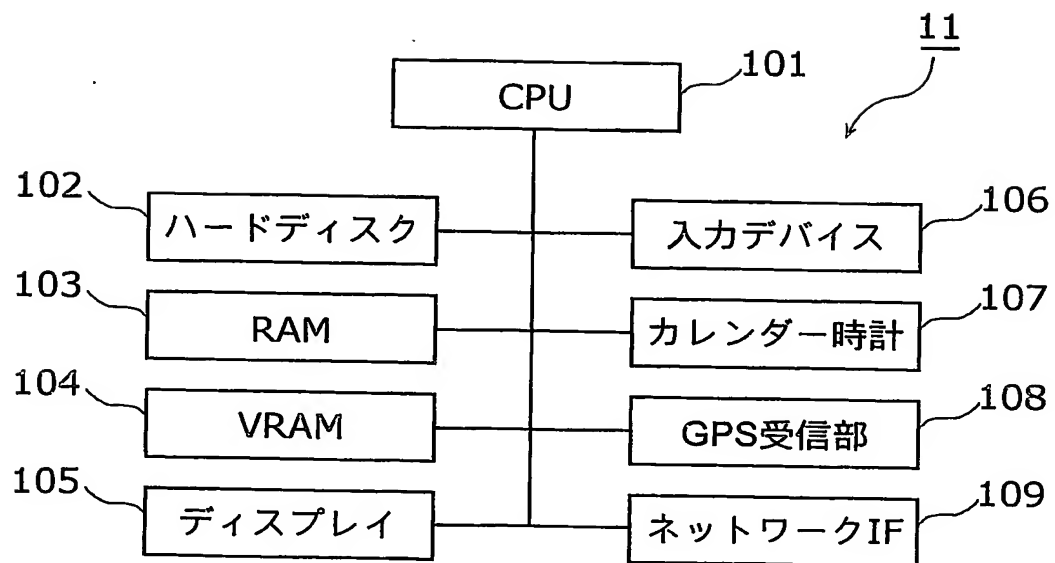 11
CPU
101
102
ハードディスク
入力デバイス
106
103
RAM
カレンダー時計
107
104
VRAM
GPS受信部
108
105
ディスプレイ
ネットワークIF
109